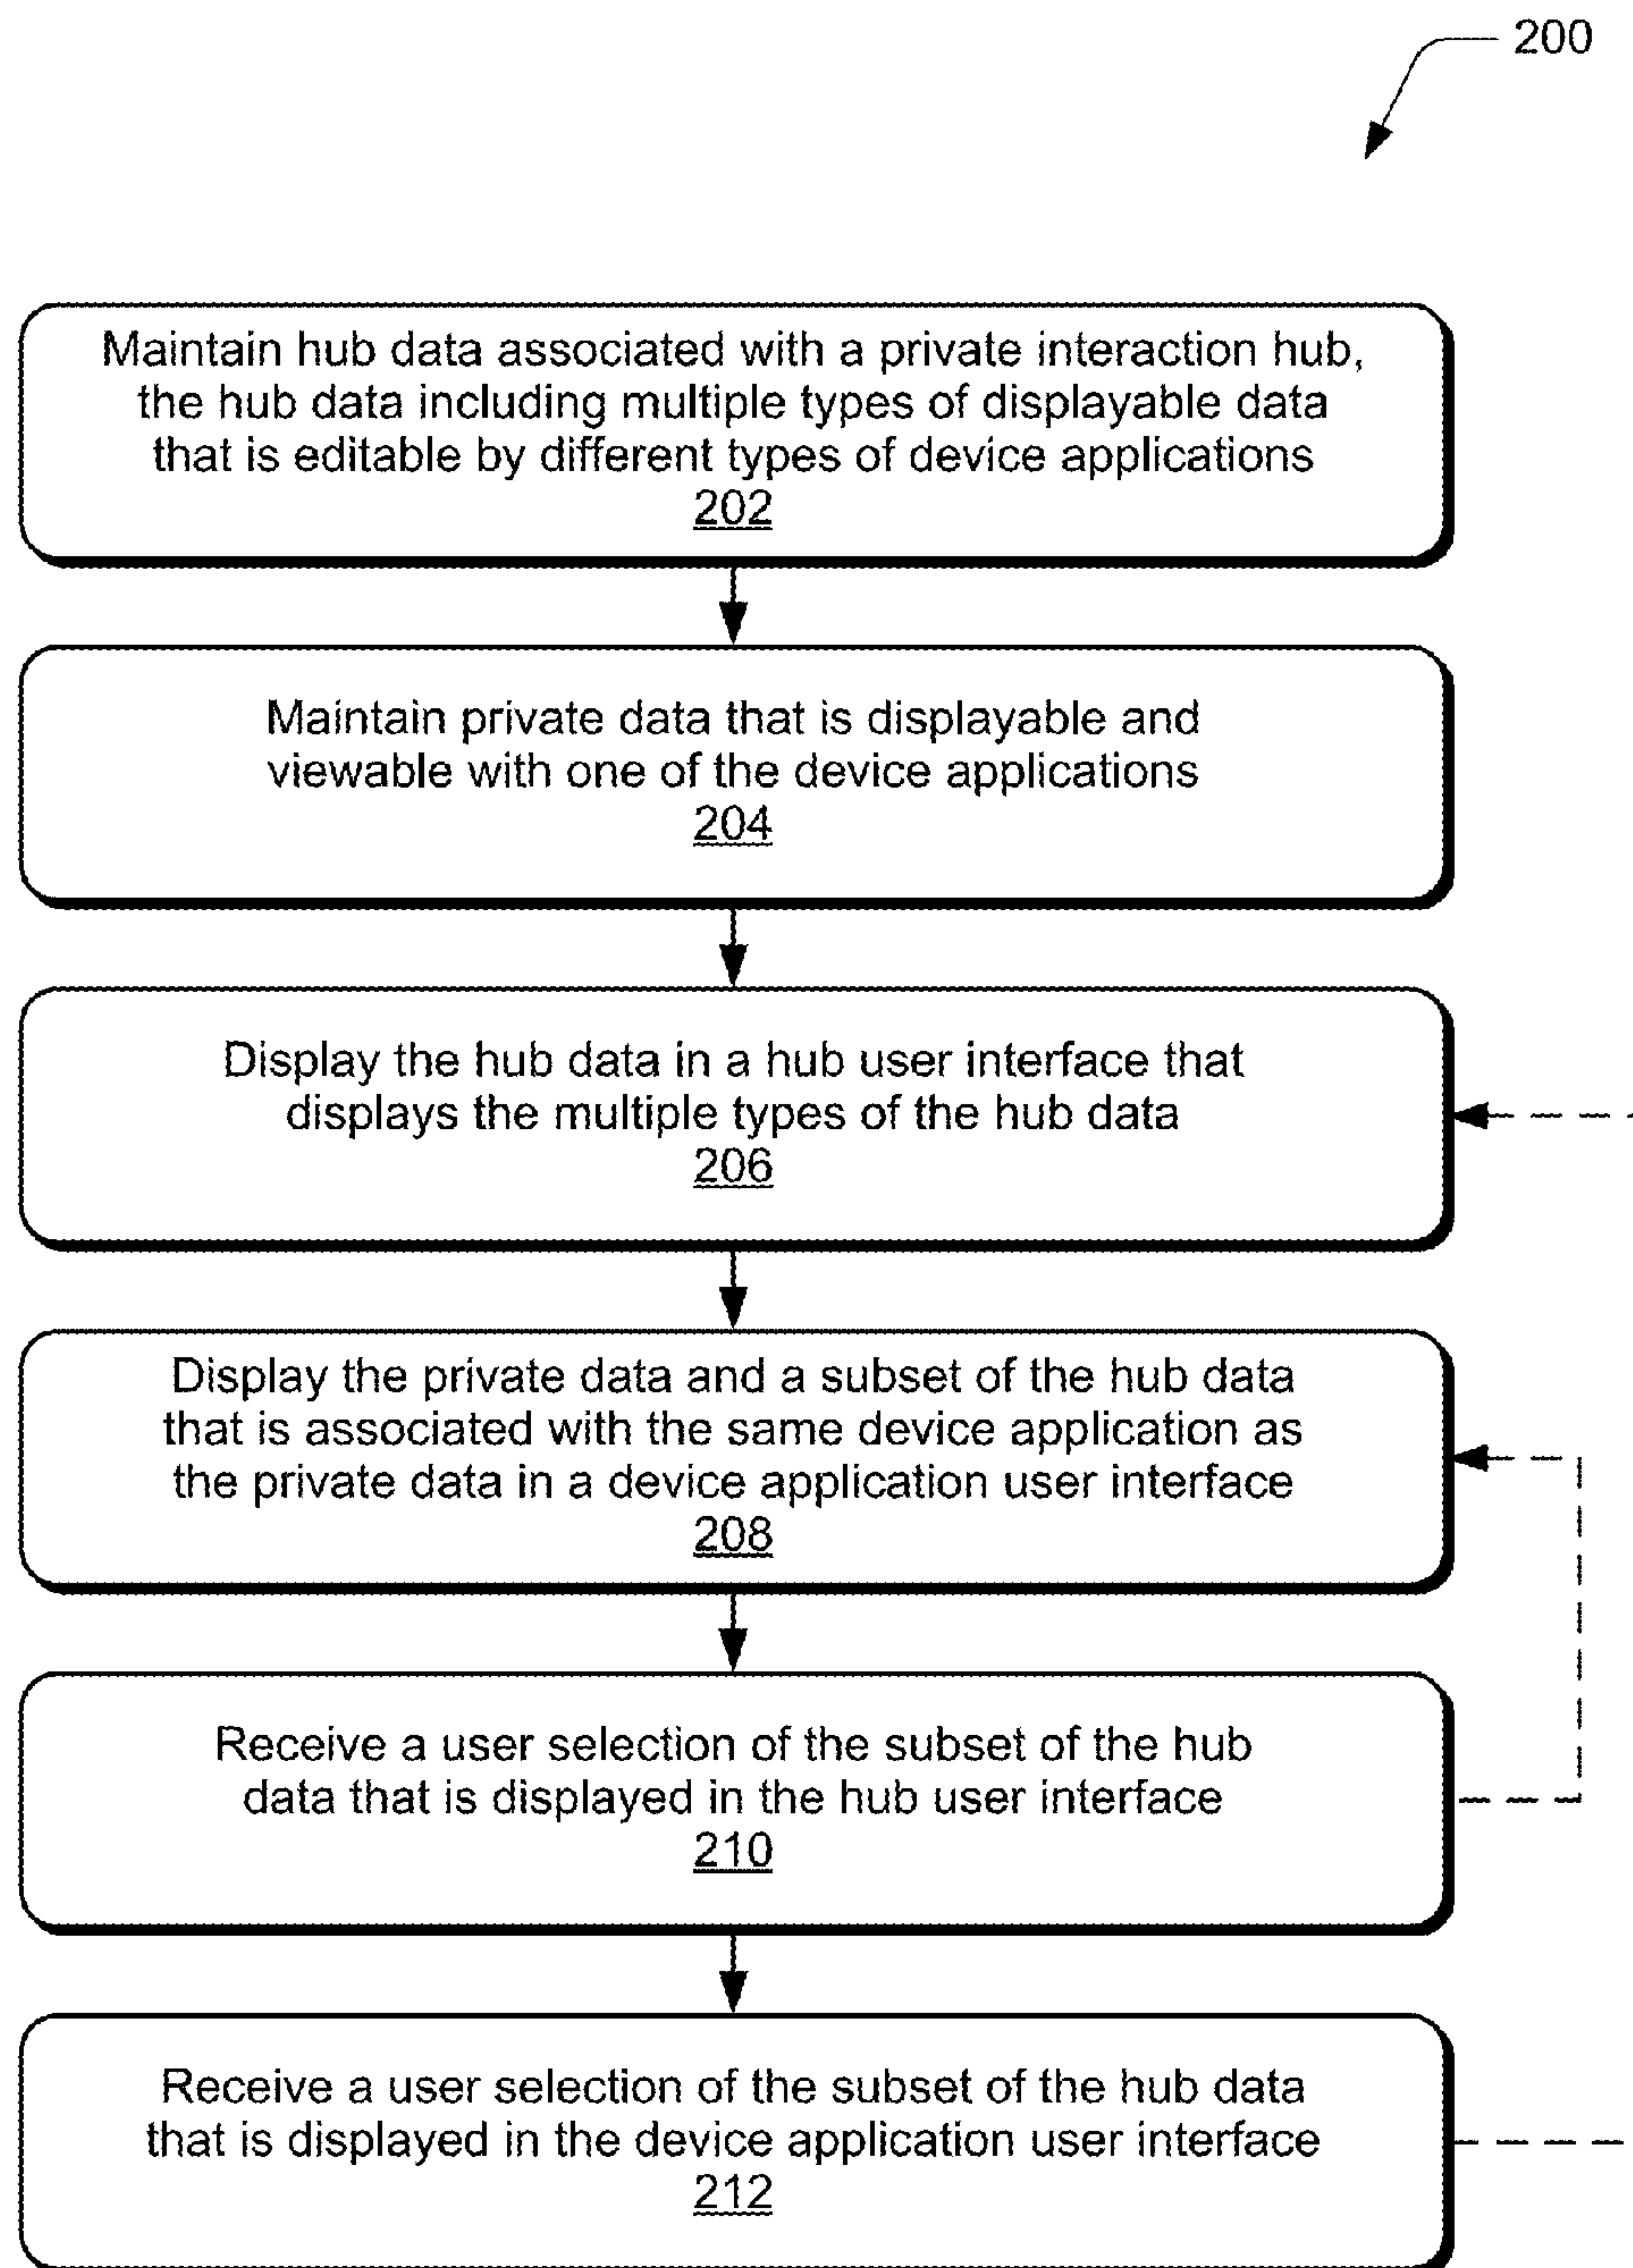 200
Maintain hub data associated with a private interaction hub,
the hub data including multiple types of displayable data
that is editable by different types of device applications
202
Maintain private data that is displayable and
viewable with one of the device applications
204
Display the hub data in a hub user interface that
displays the multiple types of the hub data
206
Display the private data and a subset of the hub data
that is associated with the same device application as
the private data in a device application user interface
208
Receive a user selection of the subset of the hub
data that is displayed in the hub user interface
210
Receive a user selection of the subset of the hub data
that is displayed in the device application user interface
212